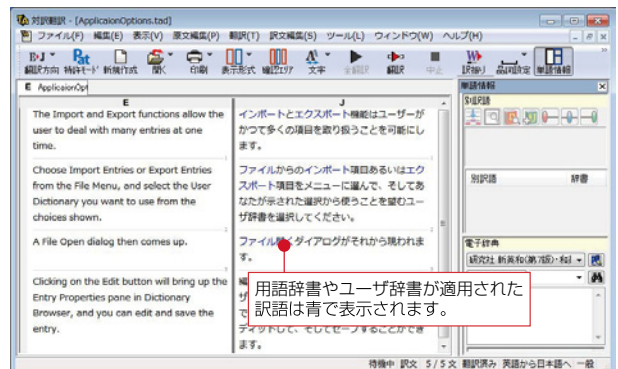 対訳翻訳 - [ApplicaionOptions.tad]
ファイル(F) 編集(E) 表示(V) 原文編集(P) 翻訳(T) 訳文編集(S) ツール(L) ウィンドウ(W) ヘルプ(H)
翻訳方向 特許モード 新規作成 開く 印刷 表示形式 確認エリア 文字 全翻訳 翻訳 中止 訳振り 品詞設定 単語情報
E ApplicaionOpt
単語情報
E
J
The Import and Export functions allow the
user to deal with many entries at one
time.
インポートとエクスポート機能はユーザーが
かつて多くの項目を取り扱うことを可能にし
ます。
Choose Import Entries or Export Entries
from the File Menu, and select the User
Dictionary you want to use from the
choices shown.
ファイルからのインポート項目あるいはエク
スポート項目をメニューに選んで、そしてあ
なたが示された選択から使うことを望むユー
ザ辞書を選択してください。
A File Open dialog then comes up.
ファイル開くダイアログがそれから現われま
す。
Clicking on the Edit button will bring up the
Entry Properties pane in Dictionary
Browser, and you can edit and save the
entry.
ディットして、そしてセーブすることができ
ます。
用語辞書やユーザ辞書が適用された
訳語は青で表示されます。
別訳語 辞書
電子辞典
研究社 新英和(第7版)・和
待機中 訳文 5/5文 翻訳済み 英語から日本語へ 一般